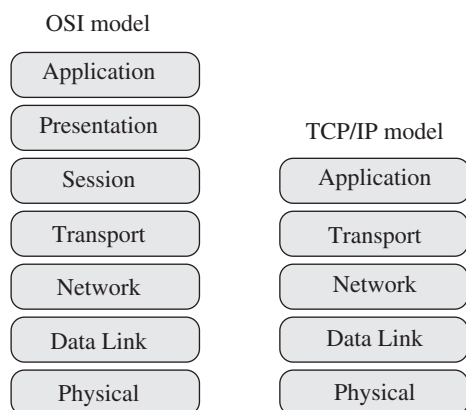 OSI model
Application
Presentation
Session
Transport
Network
Data Link
Physical
TCP/IP model
Application
Transport
Network
Data Link
Physical